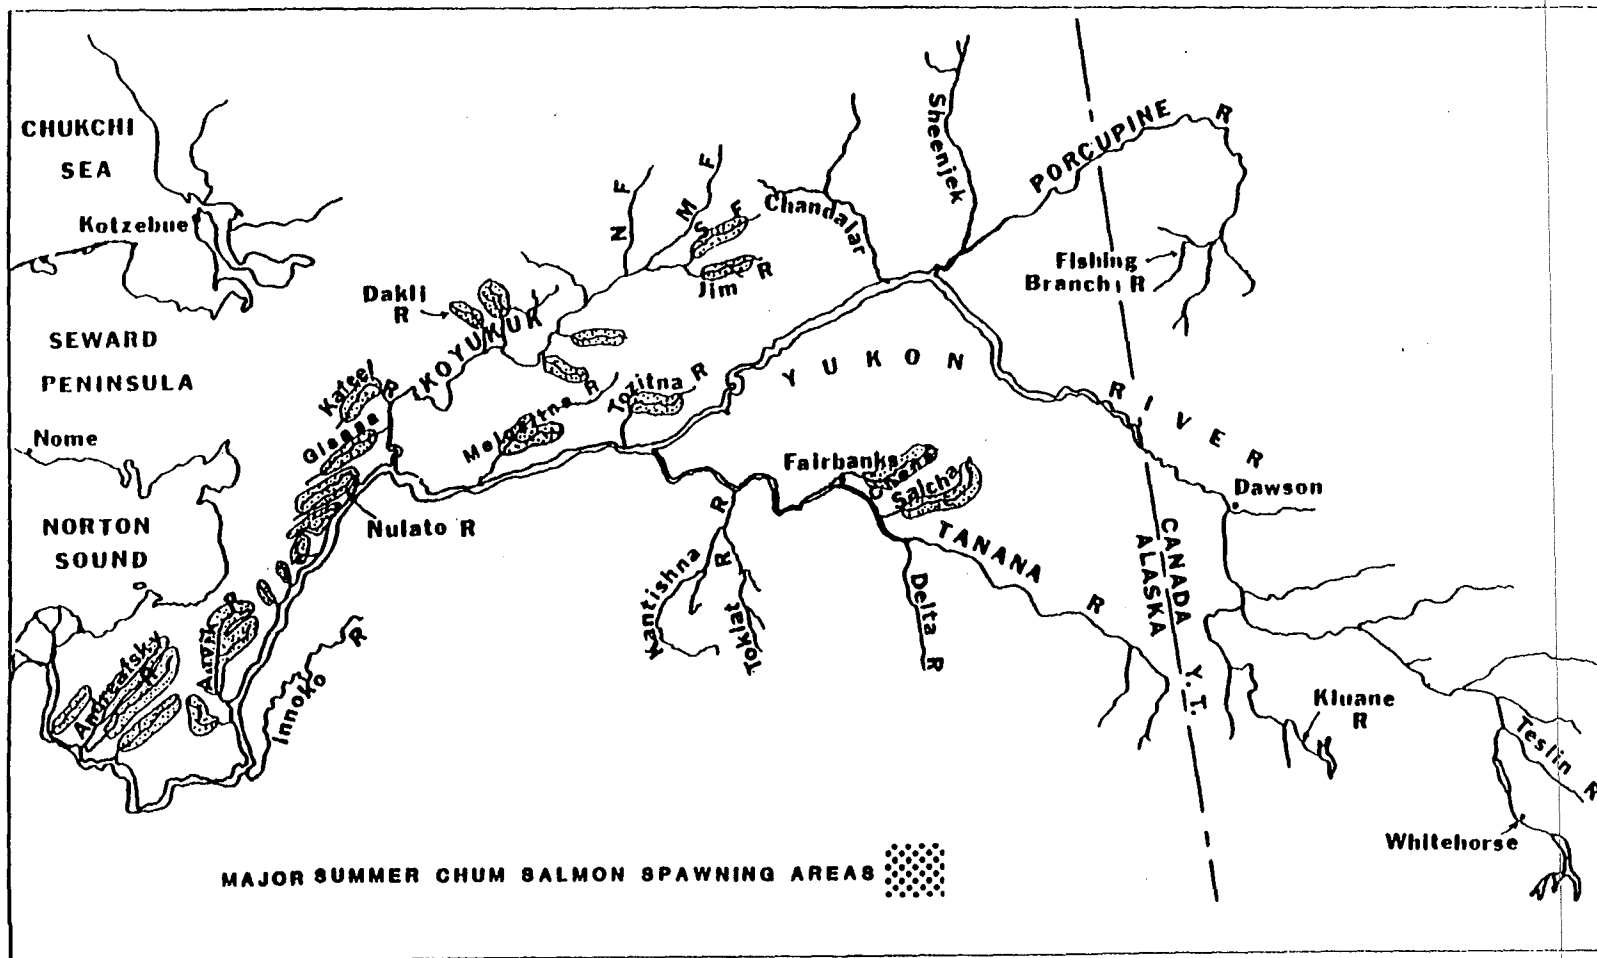 CHUKCHI
SEA
Kotzebue
SEWARD
PENINSULA
Nome
NORTON
SOUND
Dakli
R
KOYUKUK
N F
M F
S F
Jim R
Chandalar
Sheenjek
PORCUPINE R
Fishing
Branch R
R
Melozitna R
Tozitna R
YUKON
RIVER
Nulato R
Fairbanks
Salcha
TANANA R
Dawson
CANADA
ALASKA
Y. T.
Kantishna R
Toklat R
Delta R
Andreafsky
R
Anvik
R
Innoko R
Kluane
R
Teslin R
Whitehorse
MAJOR SUMMER CHUM SALMON SPAWNING AREAS